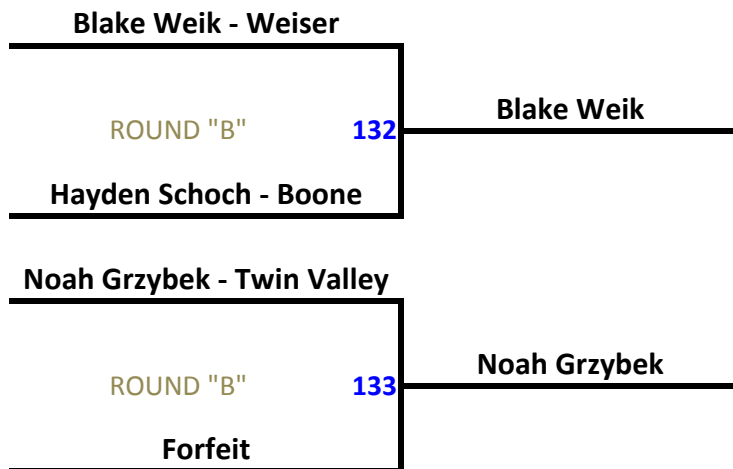 Blake Weik - Weiser
Blake Weik
ROUND "B" 132
Hayden Schoch - Boone
Noah Grzybek - Twin Valley
Noah Grzybek
ROUND "B" 133
Forfeit